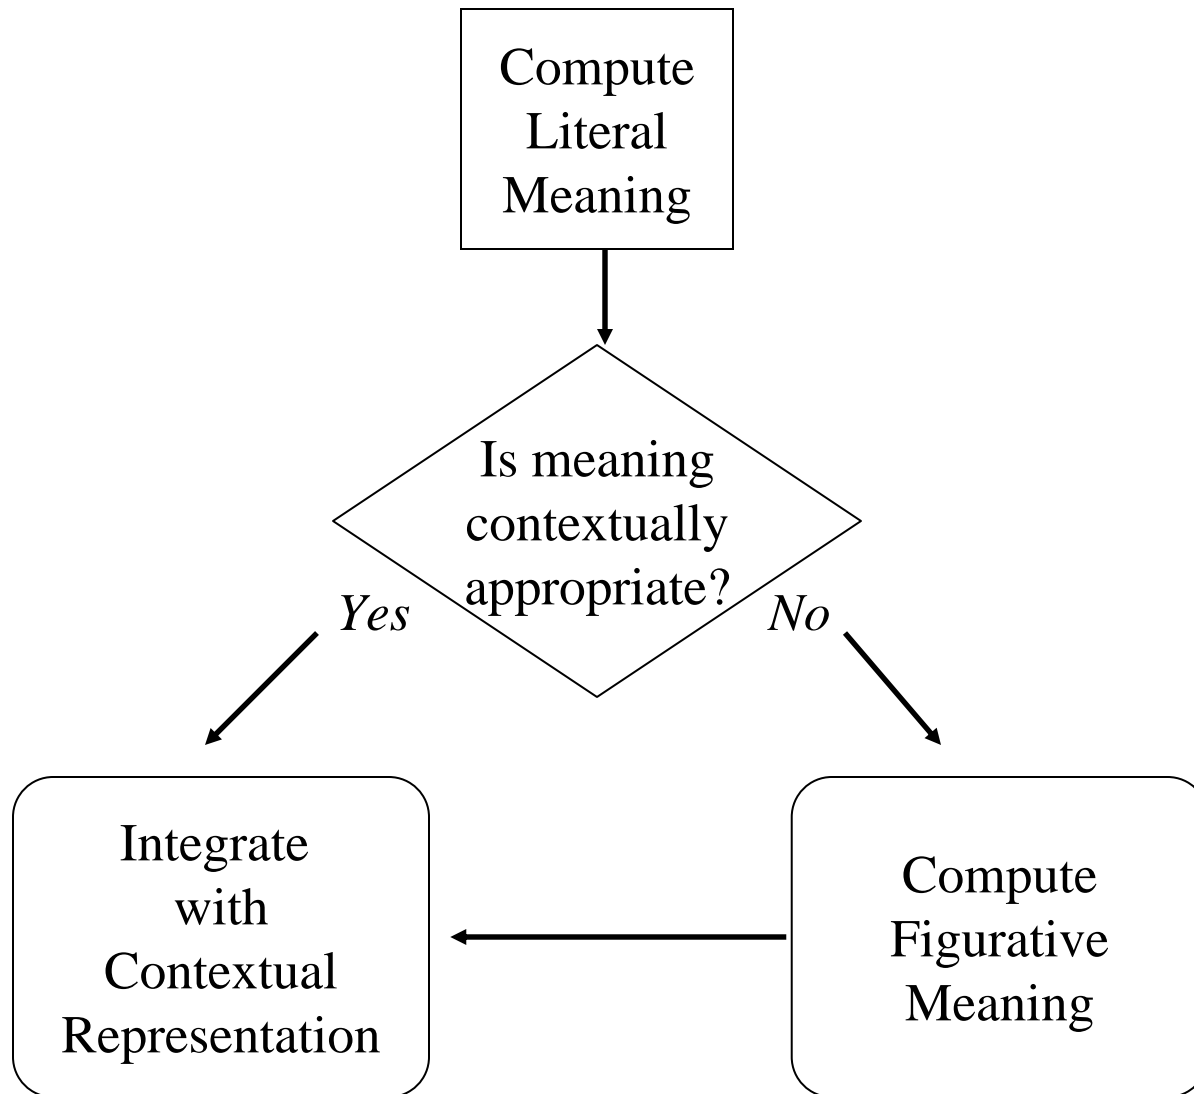 Compute
Literal
Meaning
Is meaning
contextually
appropriate?
Yes
No
Integrate
with
Contextual
Representation
Compute
Figurative
Meaning